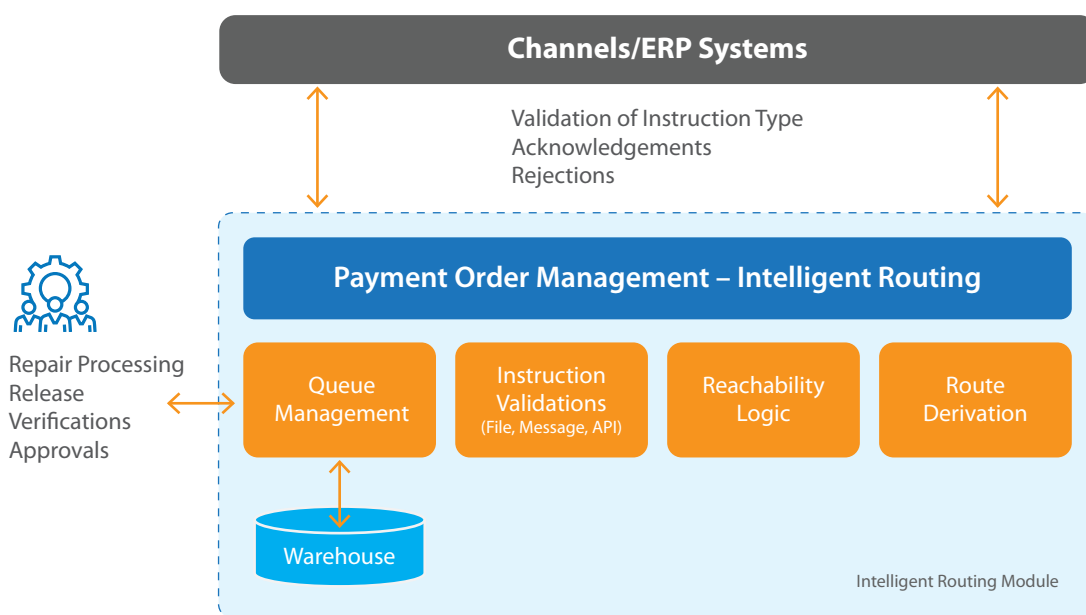 Channels/ERP Systems
Validation of Instruction Type
Acknowledgements
Rejections
Payment Order Management – Intelligent Routing
Repair Processing
Release
Verifications
Approvals
Queue
Management
Instruction
Validations
(File, Message, API)
Reachability
Logic
Route
Derivation
Warehouse
Intelligent Routing Module